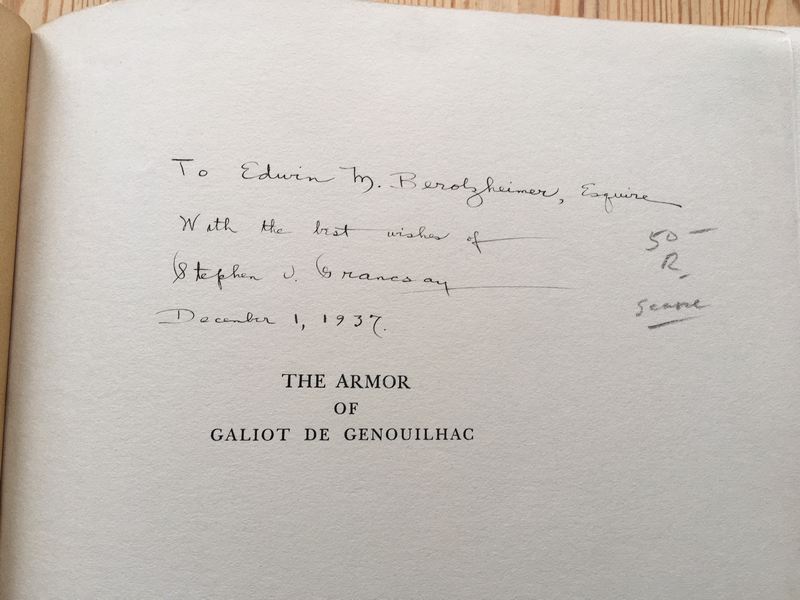 To Edwin M. Berolzheimer, Esquire
With the best wishes of
Stephen V. Grancsay
December 1, 1937.
50-
R
scarce
THE ARMOR
OF
GALIOT DE GENOUILHAC